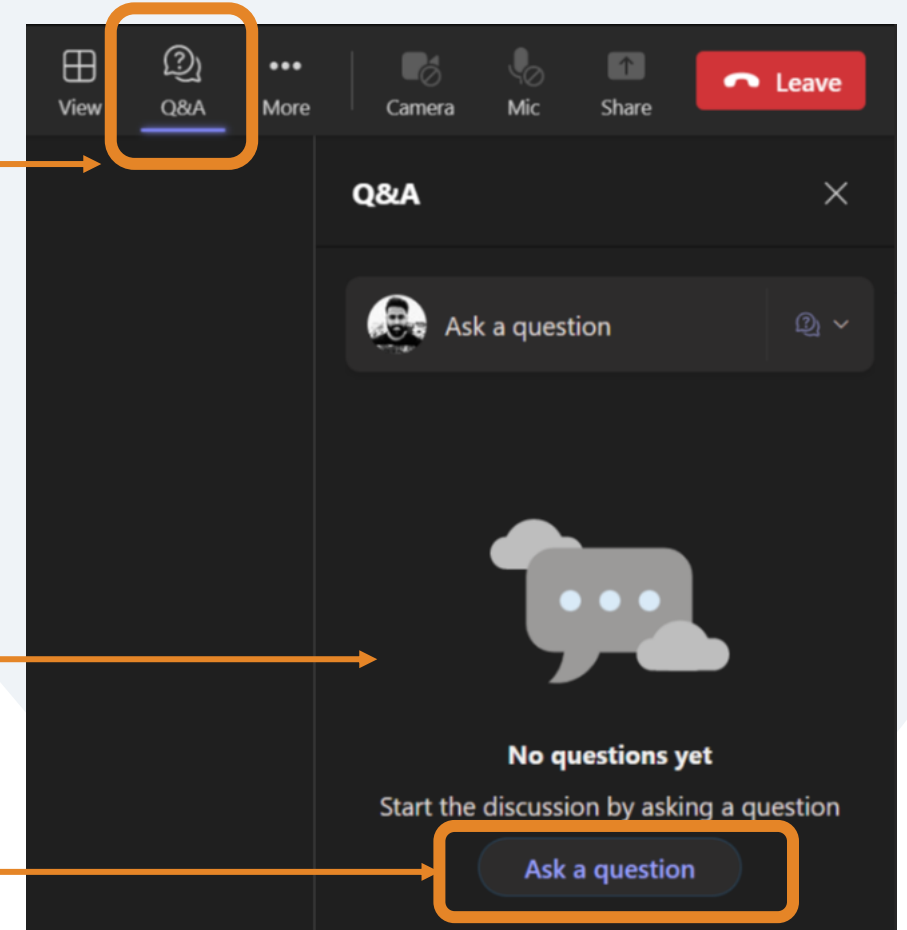 View Q&A More Camera Mic Share Leave
Q&A
Ask a question
No questions yet
Start the discussion by asking a question
Ask a question